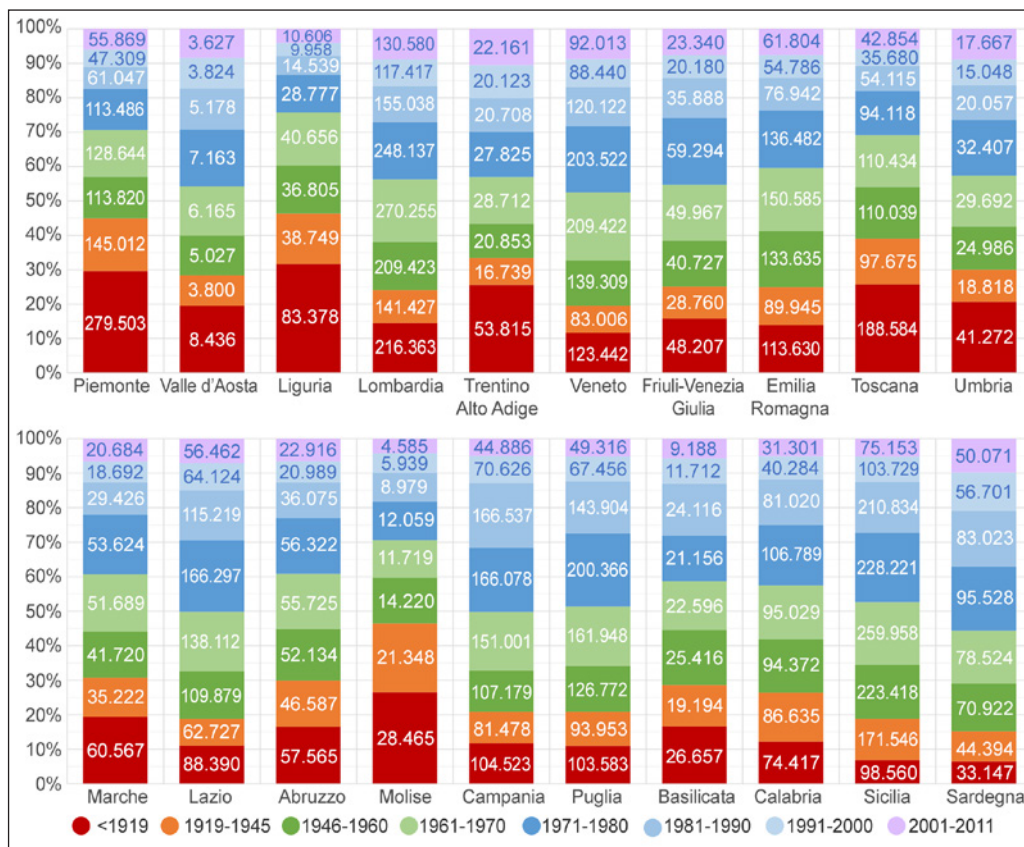 100% 55.869 3.627 10.606 130.580 22.161 92.013 23.340 61.804 42.854 17.667
90% 47.309 3.824 9.958 117.417 20.123 88.440 20.180 54.786 35.680 15.048
80% 61.047 5.178 14.539 155.038 20.708 120.122 35.888 76.942 54.115 20.057
70% 113.486 7.163 28.777 248.137 27.825 203.522 59.294 136.482 94.118 32.407
60% 128.644 6.165 40.656 270.255 28.712 209.422 49.967 150.585 110.434 29.692
50% 113.820 5.027 36.805 209.423 20.853 139.309 40.727 133.635 110.039 24.986
40% 145.012 3.800 38.749 141.427 16.739 83.006 28.760 89.945 97.675 18.818
30% 279.503 8.436 83.378 216.363 53.815 123.442 48.207 113.630 188.584 41.272
20%
10%
0%
Piemonte Valle d'Aosta Liguria Lombardia Trentino Veneto Friuli-Venezia Emilia Toscana Umbria
Alto Adige Giulia Romagna
100% 20.684 56.462 22.916 4.585 44.886 49.316 9.188 31.301 75.153 50.071
90% 18.692 64.124 20.989 5.939 70.626 67.456 11.712 40.284 103.729 56.701
80% 29.426 115.219 36.075 8.979 166.537 143.904 24.116 81.020 210.834 83.023
70% 53.624 166.297 56.322 12.059 166.078 200.366 21.156 106.789 228.221 95.528
60% 51.689 138.112 55.725 11.719 151.001 161.948 22.596 95.029 259.958 78.524
50% 41.720 109.879 52.134 14.220 107.179 126.772 25.416 94.372 223.418 70.922
40% 35.222 62.727 46.587 21.348 81.478 93.953 19.194 86.635 171.546 44.394
30% 60.567 88.390 57.565 28.465 104.523 103.583 26.657 74.417 98.560 33.147
20%
10%
0%
Marche Lazio Abruzzo Molise Campania Puglia Basilicata Calabria Sicilia Sardegna
<1919 1919-1945 1946-1960 1961-1970 1971-1980 1981-1990 1991-2000 2001-2011